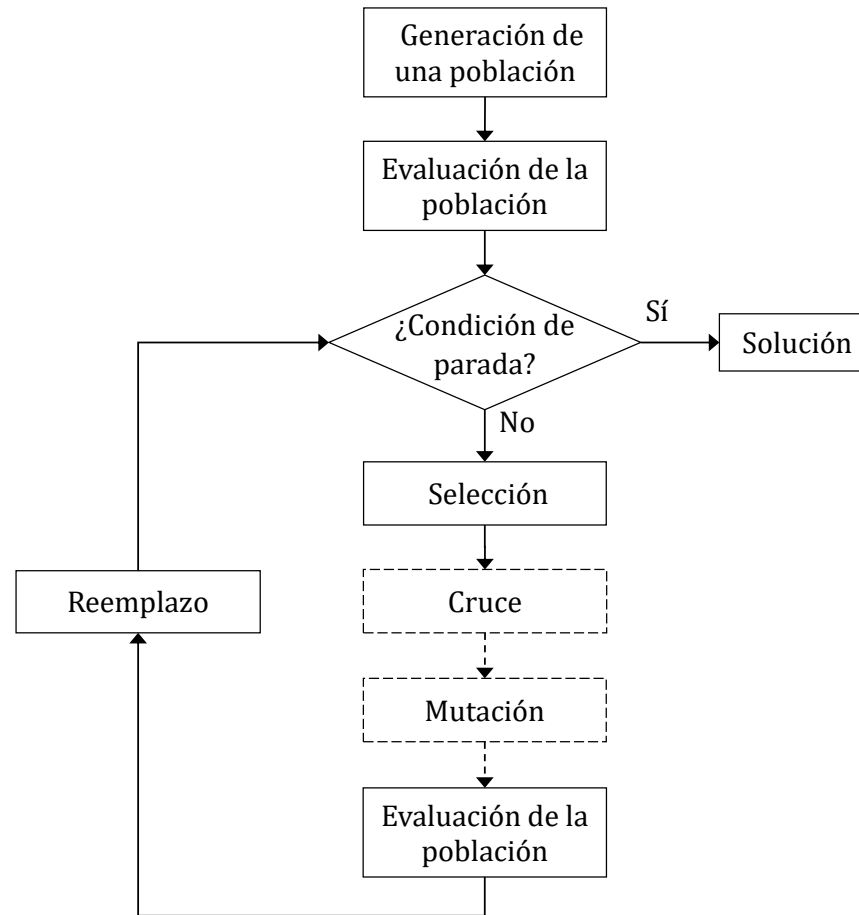 Generación de
una población
Evaluación de la
población
¿Condición de
parada?
Sí
Solución
No
Selección
Cruce
Reemplazo
Mutación
Evaluación de la
población